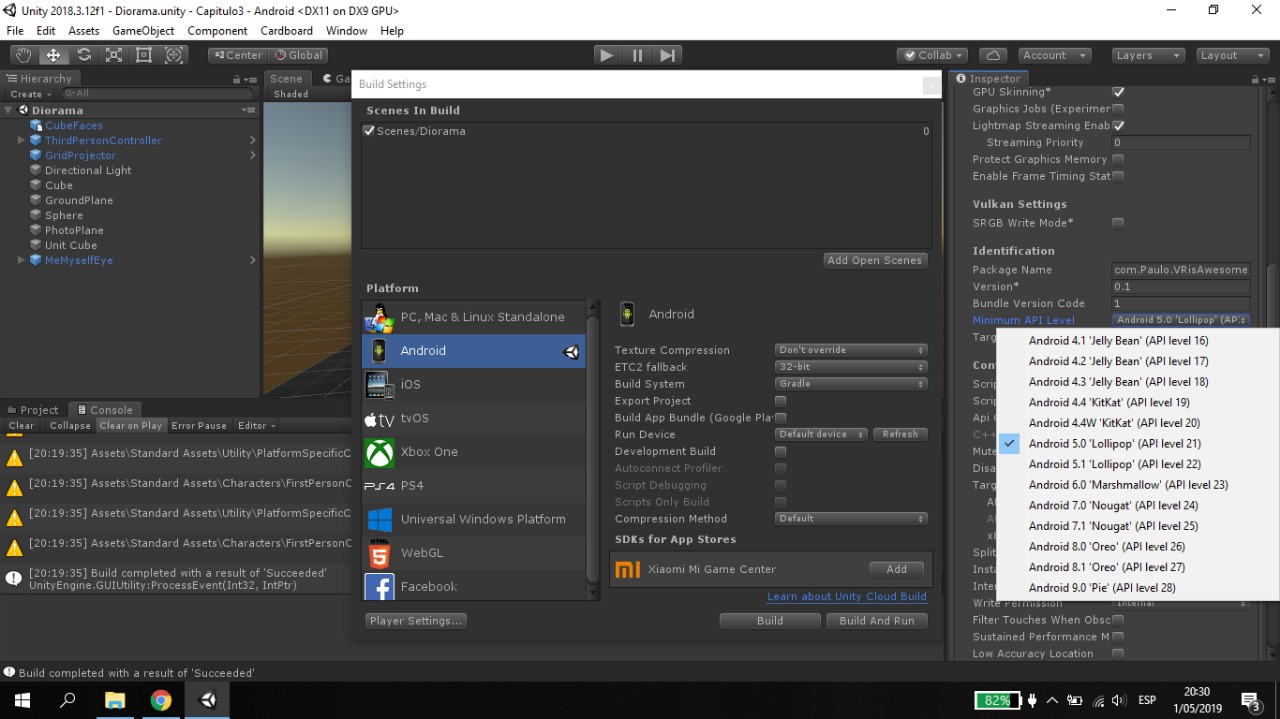 Unity 2018.3.12f1 - Diorama.unity - Capitulo3 - Android <DX11 on DX9 GPU>
File Edit Assets GameObject Component Cardboard Window Help
Center Global Collab Account Layers Layout
Hierarchy
Create All
Diorama
CubeFaces
ThirdPersonController
GridProjector
Directional Light
Cube
GroundPlane
Sphere
PhotoPlane
Unit Cube
MeMyselfEye
Scene Ga
Shaded
Build Settings
Scenes In Build
Scenes/Diorama 0
Add Open Scenes
Platform
PC, Mac & Linux Standalone
Android
iOS
tv tvOS
Xbox One
PS4 PS4
Universal Windows Platform
WebGL
Facebook
Android
Texture Compression Don't override
ETC2 fallback 32-bit
Build System Gradle
Export Project
Build App Bundle (Google Pla
Run Device Default device Refresh
Development Build
Autoconnect Profiler
Script Debugging
Scripts Only Build
Compression Method Default
SDKs for App Stores
Xiaomi Mi Game Center Add
Learn about Unity Cloud Build
Player Settings... Build Build And Run
Inspector
GPU Skinning*
Graphics Jobs (Experimer
Lightmap Streaming Enab
Streaming Priority 0
Protect Graphics Memory
Enable Frame Timing Stat
Vulkan Settings
SRGB Write Mode*
Identification
Package Name com.Paulo.VRisAwesome
Version* 0.1
Bundle Version Code 1
Minimum API Level Android 5.0 'Lollipop' (AP
Targ
Con
Scrip
Scrip
Api C
C++
Mute
Disa
Targ
Split
Insta
Inter
Android 4.1 'Jelly Bean' (API level 16)
Android 4.2 'Jelly Bean' (API level 17)
Android 4.3 'Jelly Bean' (API level 18)
Android 4.4 'KitKat' (API level 19)
Android 4.4W 'KitKat' (API level 20)
Android 5.0 'Lollipop' (API level 21)
Android 5.1 'Lollipop' (API level 22)
Android 6.0 'Marshmallow' (API level 23)
Android 7.0 'Nougat' (API level 24)
Android 7.1 'Nougat' (API level 25)
Android 8.0 'Oreo' (API level 26)
Android 8.1 'Oreo' (API level 27)
Android 9.0 'Pie' (API level 28)
Write Permission Internal
Filter Touches When Obsc
Sustained Performance M
Low Accuracy Location
Project Console
Clear Collapse Clear on Play Error Pause Editor
[20:19:35] Assets\Standard Assets\Utility\PlatformSpecificC
[20:19:35] Assets\Standard Assets\Characters\FirstPersonC
[20:19:35] Assets\Standard Assets\Utility\PlatformSpecificC
[20:19:35] Assets\Standard Assets\Characters\FirstPersonC
[20:19:35] Build completed with a result of 'Succeeded'
UnityEngine.GUIUtility:ProcessEvent(Int32, IntPtr)
Build completed with a result of 'Succeeded'
82% ESP 20:30
1/05/2019 3